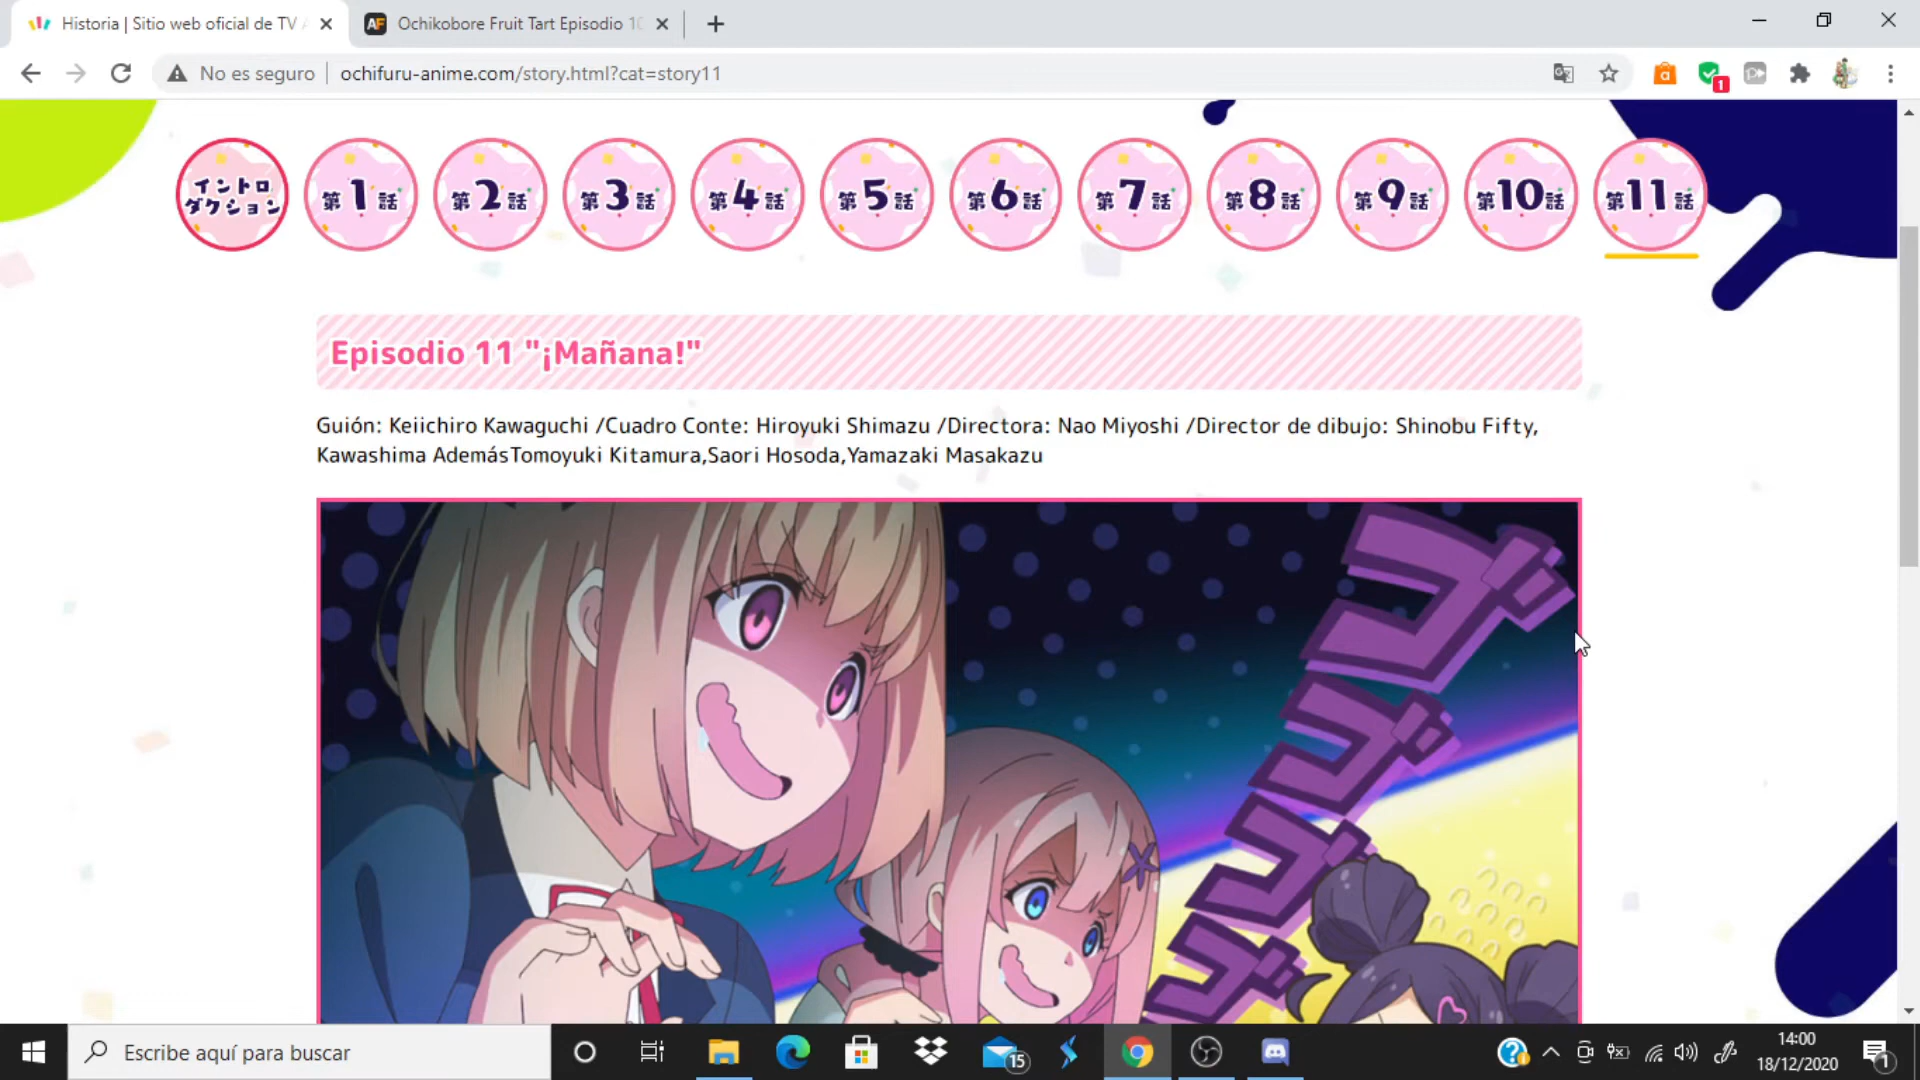 Historia | Sitio web oficial de TV A
Ochikobore Fruit Tart Episodio 10
No es seguro
ochifuru-anime.com/story.html?cat=story11
イントロ
ダクション
第1話
第2話
第3話
第4話
第5話
第6話
第7話
第8話
第9話
第10話
第11話
Episodio 11 "¡Mañana!"
Guión: Keiichiro Kawaguchi /Cuadro Conte: Hiroyuki Shimazu /Directora: Nao Miyoshi /Director de dibujo: Shinobu Fifty,
Kawashima AdemásTomoyuki Kitamura,Saori Hosoda,Yamazaki Masakazu
ゴゴゴゴ
Escribe aquí para buscar
15
14:00
18/12/2020
1